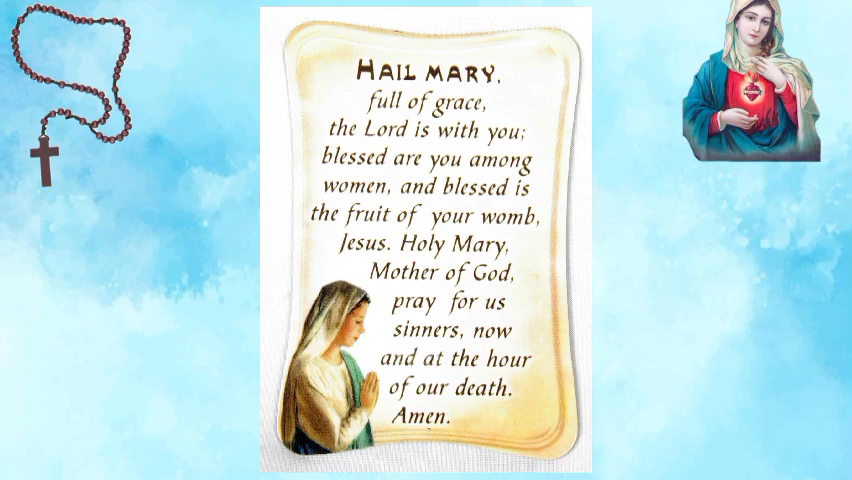 HAIL MARY,
full of grace,
the Lord is with you;
blessed are you among
women, and blessed is
the fruit of your womb,
Jesus. Holy Mary,
Mother of God,
pray for us
sinners, now
and at the hour
of our death.
Amen.